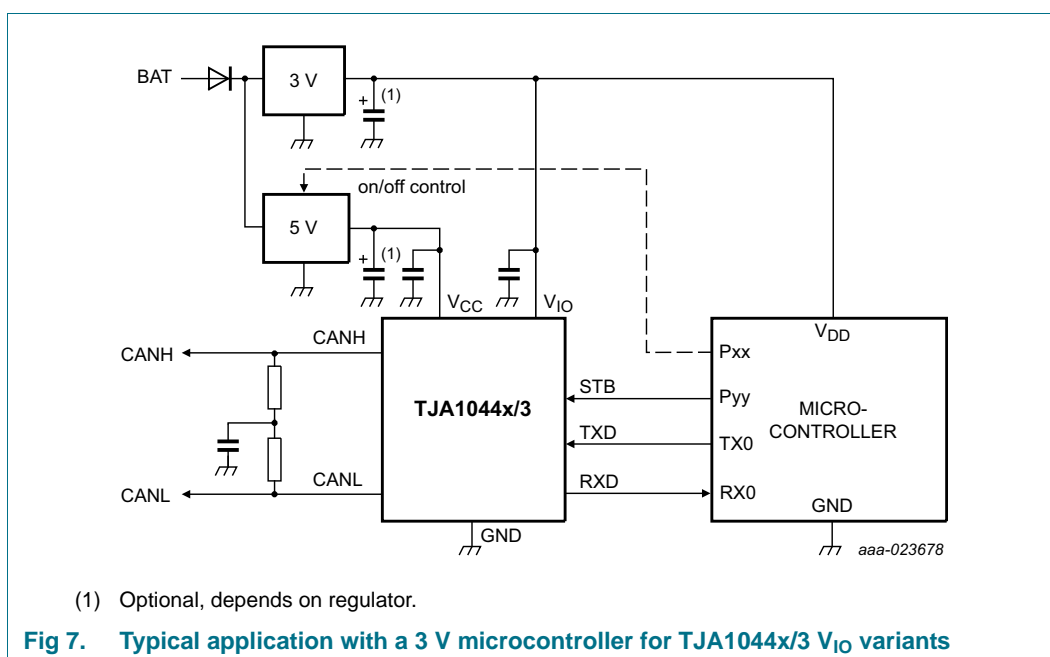 BAT
3 V
+
(1)
on/off control
5 V
+
(1)
VCC
VIO
CANH
CANH
TJA1044x/3
CANL
CANL
GND
STB
TXD
RXD
VDD
Pxx
Pyy
TX0
RX0
MICRO-
CONTROLLER
GND
aaa-023678
(1) Optional, depends on regulator.
Fig 7. Typical application with a 3 V microcontroller for TJA1044x/3 VIO variants